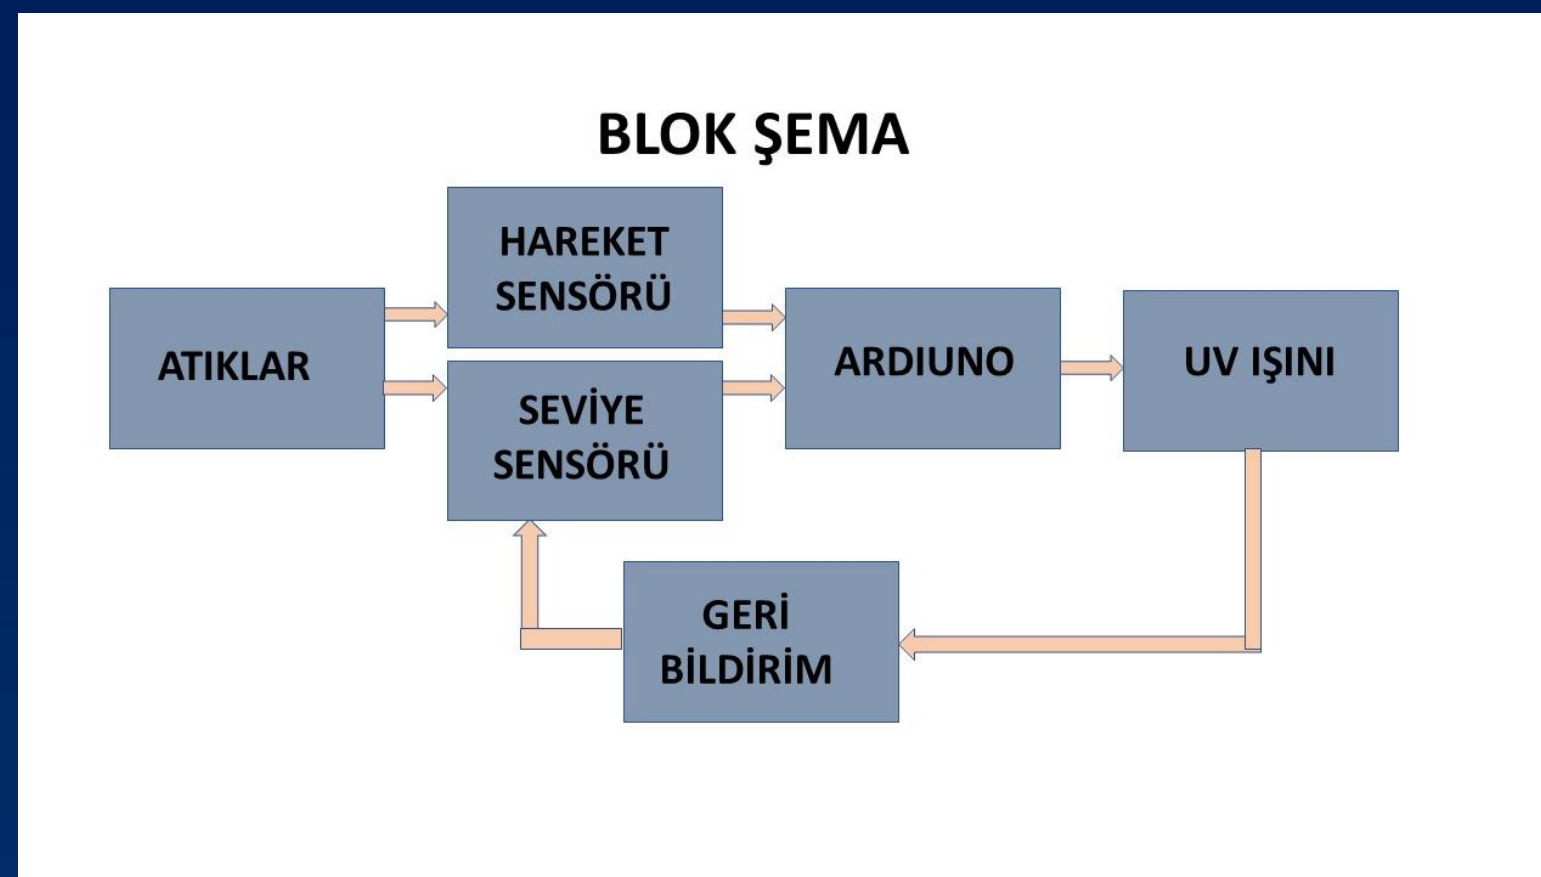 BLOK ŞEMA
HAREKET
SENSÖRÜ
ATIKLAR
SEVİYE
SENSÖRÜ
ARDIUNO
UV IŞINI
GERİ
BİLDİRİM